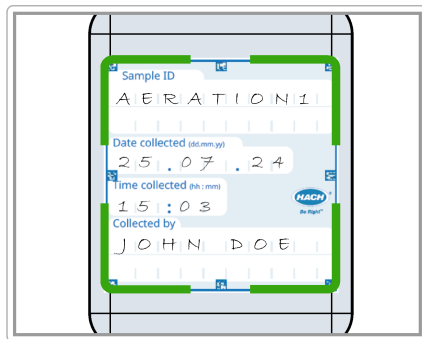 Sample ID
AERATION1
Date collected (dd.mm.yy)
25.07.24
Time collected (hh:mm)
15:03
HACH®
Be Right™
Collected by
JOHN DOE